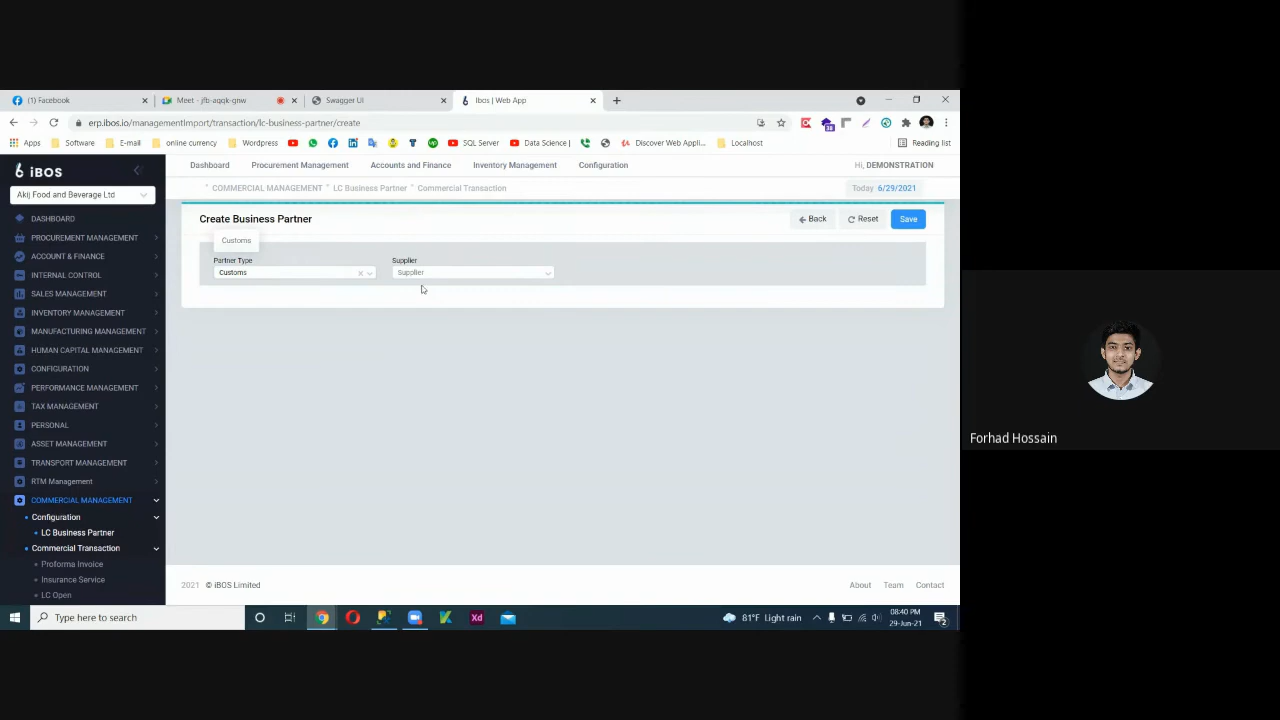 (1) Facebook
Meet - jfb-aqqk-gnw
Swagger UI
Ibos | Web App
erp.ibos.io/managementImport/transaction/lc-business-partner/create
Apps
Software
E-mail
online currency
Wordpress
SQL Server
Data Science |
Discover Web Appli...
Localhost
Reading list
iBOS
Dashboard
Procurement Management
Accounts and Finance
Inventory Management
Configuration
Hi, DEMONSTRATION
Akij Food and Beverage Ltd
COMMERCIAL MANAGEMENT
LC Business Partner
Commercial Transaction
Today 6/29/2021
Create Business Partner
Back
Reset
Save
Customs
Partner Type
Supplier
Customs
Supplier
DASHBOARD
PROCUREMENT MANAGEMENT
ACCOUNT & FINANCE
INTERNAL CONTROL
SALES MANAGEMENT
INVENTORY MANAGEMENT
MANUFACTURING MANAGEMENT
HUMAN CAPITAL MANAGEMENT
CONFIGURATION
PERFORMANCE MANAGEMENT
TAX MANAGEMENT
PERSONAL
ASSET MANAGEMENT
TRANSPORT MANAGEMENT
RTM Management
COMMERCIAL MANAGEMENT
Configuration
LC Business Partner
Commercial Transaction
Proforma Invoice
Insurance Service
LC Open
2021 © iBOS Limited
About
Team
Contact
Type here to search
Xd
81°F Light rain
08:40 PM
29-Jun-21
Forhad Hossain